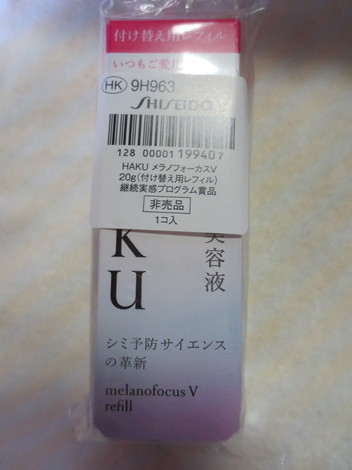 付け替え用レフィル
いつもご愛用
HK 9H963
SHISEIDO
128 00001 199407
HAKU メラノフォーカスV
20g(付け替え用レフィル)
継続実感プログラム賞品
非売品
1コ入
KU
美容液
シミ予防サイエンス
の革新
melanofocus V
refill